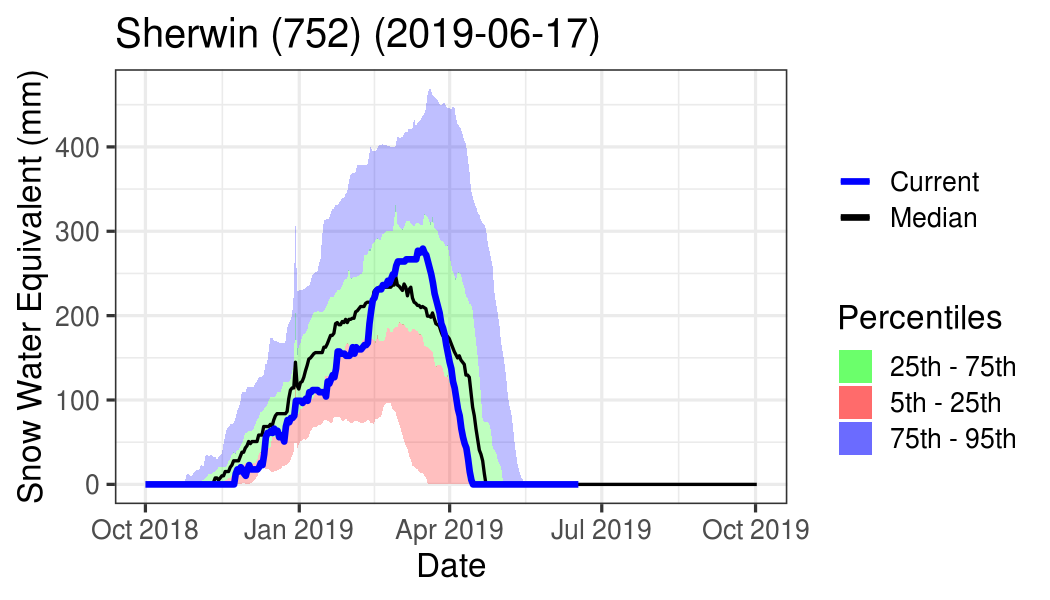 Sherwin (752) (2019-06-17)
Snow Water Equivalent (mm)
400
300
200
100
0
Oct 2018
Jan 2019
Apr 2019
Jul 2019
Oct 2019
Date
Current
Median
Percentiles
25th - 75th
5th - 25th
75th - 95th